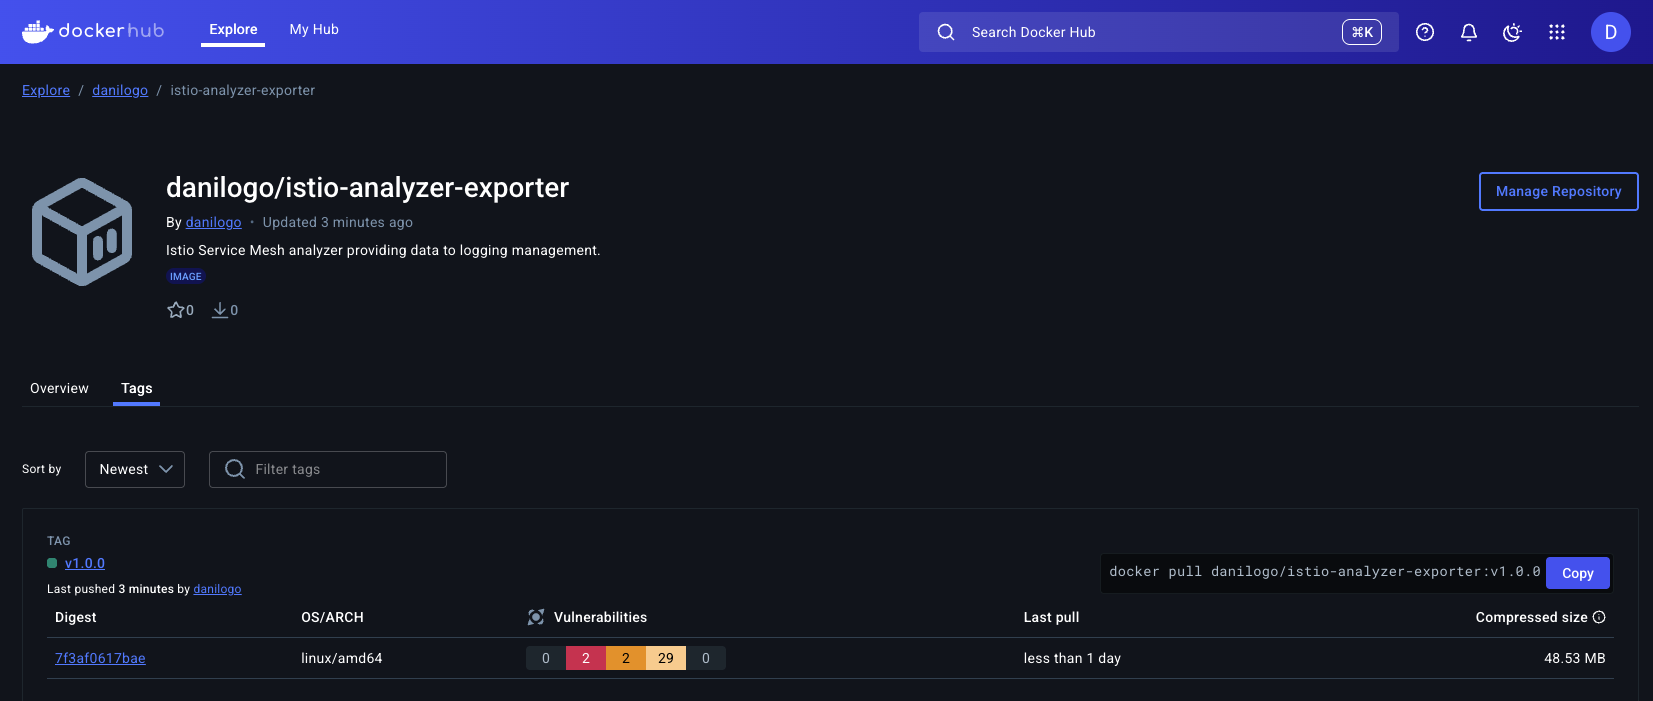 dockerhub Explore My Hub Search Docker Hub ⌘K D
Explore / danilogo / istio-analyzer-exporter
danilogo/istio-analyzer-exporter
Manage Repository
By danilogo · Updated 3 minutes ago
Istio Service Mesh analyzer providing data to logging management.
IMAGE
0 0
Overview Tags
Sort by Newest Filter tags
TAG
v1.0.0
docker pull danilogo/istio-analyzer-exporter:v1.0.0 Copy
Last pushed 3 minutes by danilogo
Digest OS/ARCH Vulnerabilities Last pull Compressed size
7f3af0617bae linux/amd64 0 2 2 29 0 less than 1 day 48.53 MB